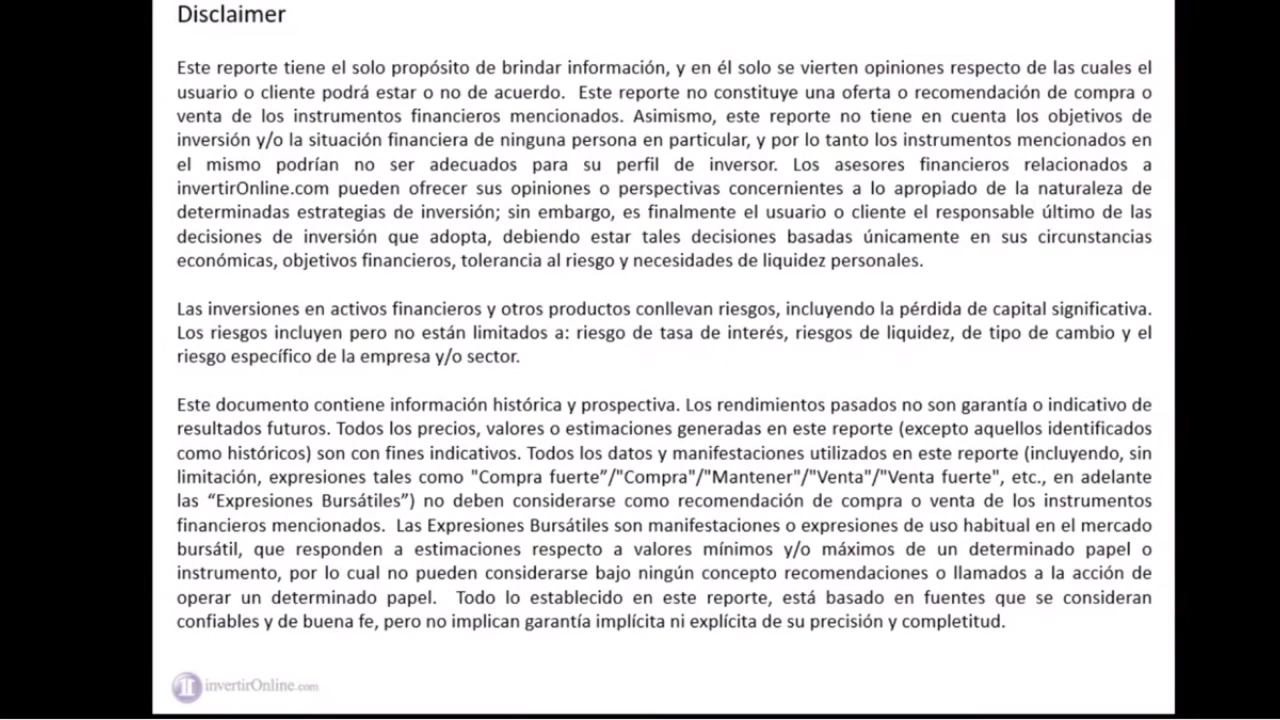 Disclaimer
Este reporte tiene el solo propósito de brindar información, y en él solo se vierten opiniones respecto de las cuales el
usuario o cliente podrá estar o no de acuerdo.  Este reporte no constituye una oferta o recomendación de compra o
venta de los instrumentos financieros mencionados. Asimismo, este reporte no tiene en cuenta los objetivos de
inversión y/o la situación financiera de ninguna persona en particular, y por lo tanto los instrumentos mencionados en
el mismo podrían no ser adecuados para su perfil de inversor. Los asesores financieros relacionados a
invertirOnline.com pueden ofrecer sus opiniones o perspectivas concernientes a lo apropiado de la naturaleza de
determinadas estrategias de inversión; sin embargo, es finalmente el usuario o cliente el responsable último de las
decisiones de inversión que adopta, debiendo estar tales decisiones basadas únicamente en sus circunstancias
económicas, objetivos financieros, tolerancia al riesgo y necesidades de liquidez personales.
Las inversiones en activos financieros y otros productos conllevan riesgos, incluyendo la pérdida de capital significativa.
Los riesgos incluyen pero no están limitados a: riesgo de tasa de interés, riesgos de liquidez, de tipo de cambio y el
riesgo específico de la empresa y/o sector.
Este documento contiene información histórica y prospectiva. Los rendimientos pasados no son garantía o indicativo de
resultados futuros. Todos los precios, valores o estimaciones generadas en este reporte (excepto aquellos identificados
como históricos) son con fines indicativos. Todos los datos y manifestaciones utilizados en este reporte (incluyendo, sin
limitación, expresiones tales como "Compra fuerte”/"Compra"/"Mantener"/"Venta"/"Venta fuerte", etc., en adelante
las “Expresiones Bursátiles”) no deben considerarse como recomendación de compra o venta de los instrumentos
financieros mencionados.  Las Expresiones Bursátiles son manifestaciones o expresiones de uso habitual en el mercado
bursátil, que responden a estimaciones respecto a valores mínimos y/o máximos de un determinado papel o
instrumento, por lo cual no pueden considerarse bajo ningún concepto recomendaciones o llamados a la acción de
operar un determinado papel.  Todo lo establecido en este reporte, está basado en fuentes que se consideran
confiables y de buena fe, pero no implican garantía implícita ni explícita de su precisión y completitud.
invertirOnline.com